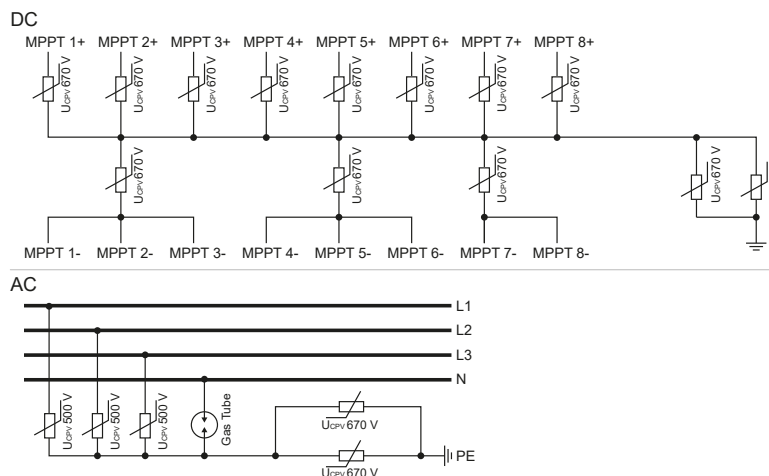 DC
MPPT 1+ MPPT 2+ MPPT 3+ MPPT 4+ MPPT 5+ MPPT 6+ MPPT 7+ MPPT 8+
UCPV 670 V UCPV 670 V UCPV 670 V UCPV 670 V UCPV 670 V UCPV 670 V UCPV 670 V UCPV 670 V
UCPV 670 V UCPV 670 V UCPV 670 V UCPV 670 V
MPPT 1- MPPT 2- MPPT 3- MPPT 4- MPPT 5- MPPT 6- MPPT 7- MPPT 8-
AC
L1
L2
L3
N
UCPV 500 V UCPV 500 V UCPV 500 V Gas Tube
UCPV 670 V
PE
UCPV 670 V